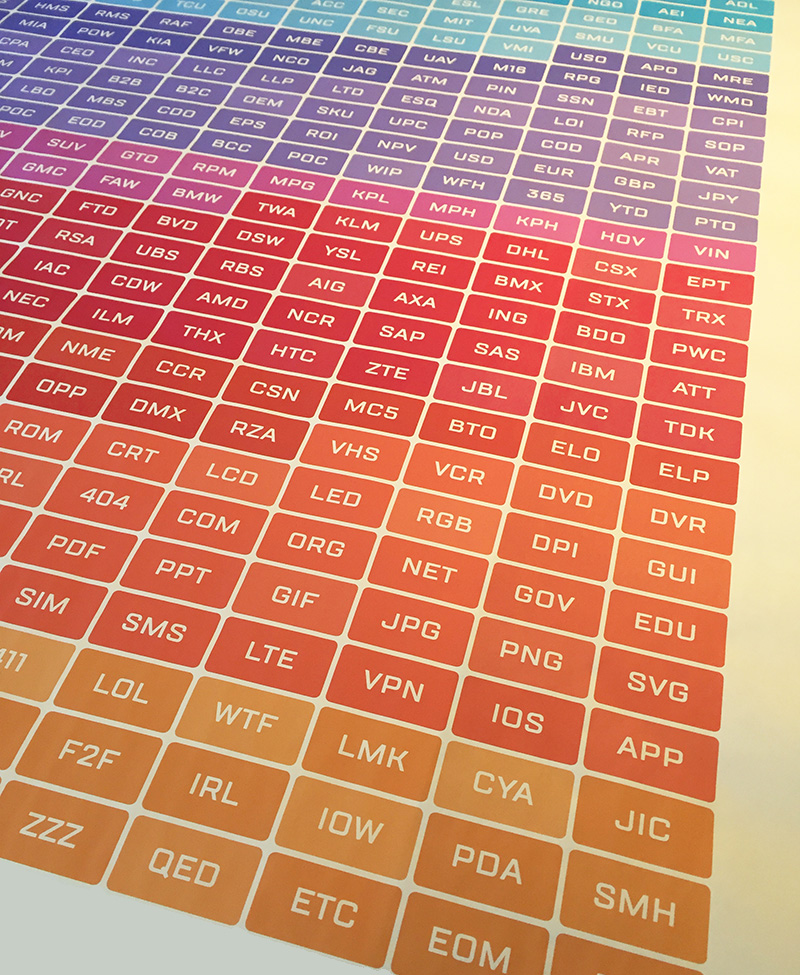 AOL
NGO AEI NEA
ESL GRE GED BFA MFA
ACC SEC MIT UVA SMU VCU USC
TCU OSU UNC FSU LSU VMI USO APO MRE
HMS RMS RAF OBE MBE CBE UAV M16 RPG IED WMD
MIA POW KIA VFW NCO JAG ATM PIN SSN EBT CPI
CPA CEO INC LLC LLP LTD ESQ NDA LOI RFP SOP
KPI B2B B2C OEM SKU UPC POP COD APR VAT
LBO MBS CDO EPS ROI NPV USD EUR GBP JPY
POC EOD COB BCC POC WIP WFH 365 YTD PTO
SUV GTO RPM MPG KPL MPH KPH HOV VIN
GMC FAW BMW TWA KLM UPS DHL CSX EPT
GNC FTD BVD DSW YSL REI BMX STX TRX
RSA UBS RBS AIG AXA ING BDO PWC
IAC CDW AMD NCR SAP SAS IBM ATT
NEC ILM THX HTC ZTE JBL JVC TDK
NME CCR CSN MC5 BTO ELO ELP
OPP DMX RZA VHS VCR DVD DVR
ROM CRT LCD LED RGB DPI GUI
404 COM ORG NET GOV EDU
PDF PPT GIF JPG PNG SVG
SIM SMS LTE VPN IOS APP
411 LOL WTF LMK CYA JIC
F2F IRL IOW PDA SMH
ZZZ QED ETC EOM